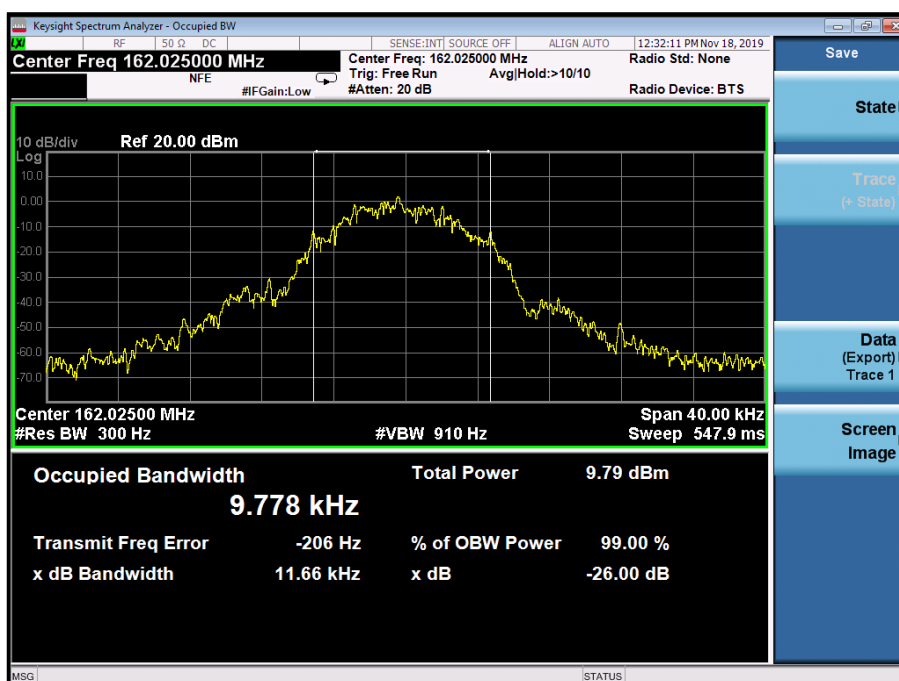 Keysight Spectrum Analyzer - Occupied BW
LXI RF 50 Ω DC SENSE:INT SOURCE OFF ALIGN AUTO 12:32:11 PM Nov 18, 2019
Center Freq 162.025000 MHz
NFE
#IFGain:Low
Center Freq: 162.025000 MHz
Trig: Free Run Avg|Hold:>10/10
#Atten: 20 dB
Radio Std: None
Radio Device: BTS
10 dB/div Ref 20.00 dBm
Log
10.0
0.00
-10.0
-20.0
-30.0
-40.0
-50.0
-60.0
-70.0
Center 162.02500 MHz Span 40.00 kHz
#Res BW 300 Hz #VBW 910 Hz Sweep 547.9 ms
Occupied Bandwidth Total Power 9.79 dBm
9.778 kHz
Transmit Freq Error -206 Hz % of OBW Power 99.00 %
x dB Bandwidth 11.66 kHz x dB -26.00 dB
MSG STATUS
Save
State
Trace
(+ State)
Data
(Export)
Trace 1
Screen
Image